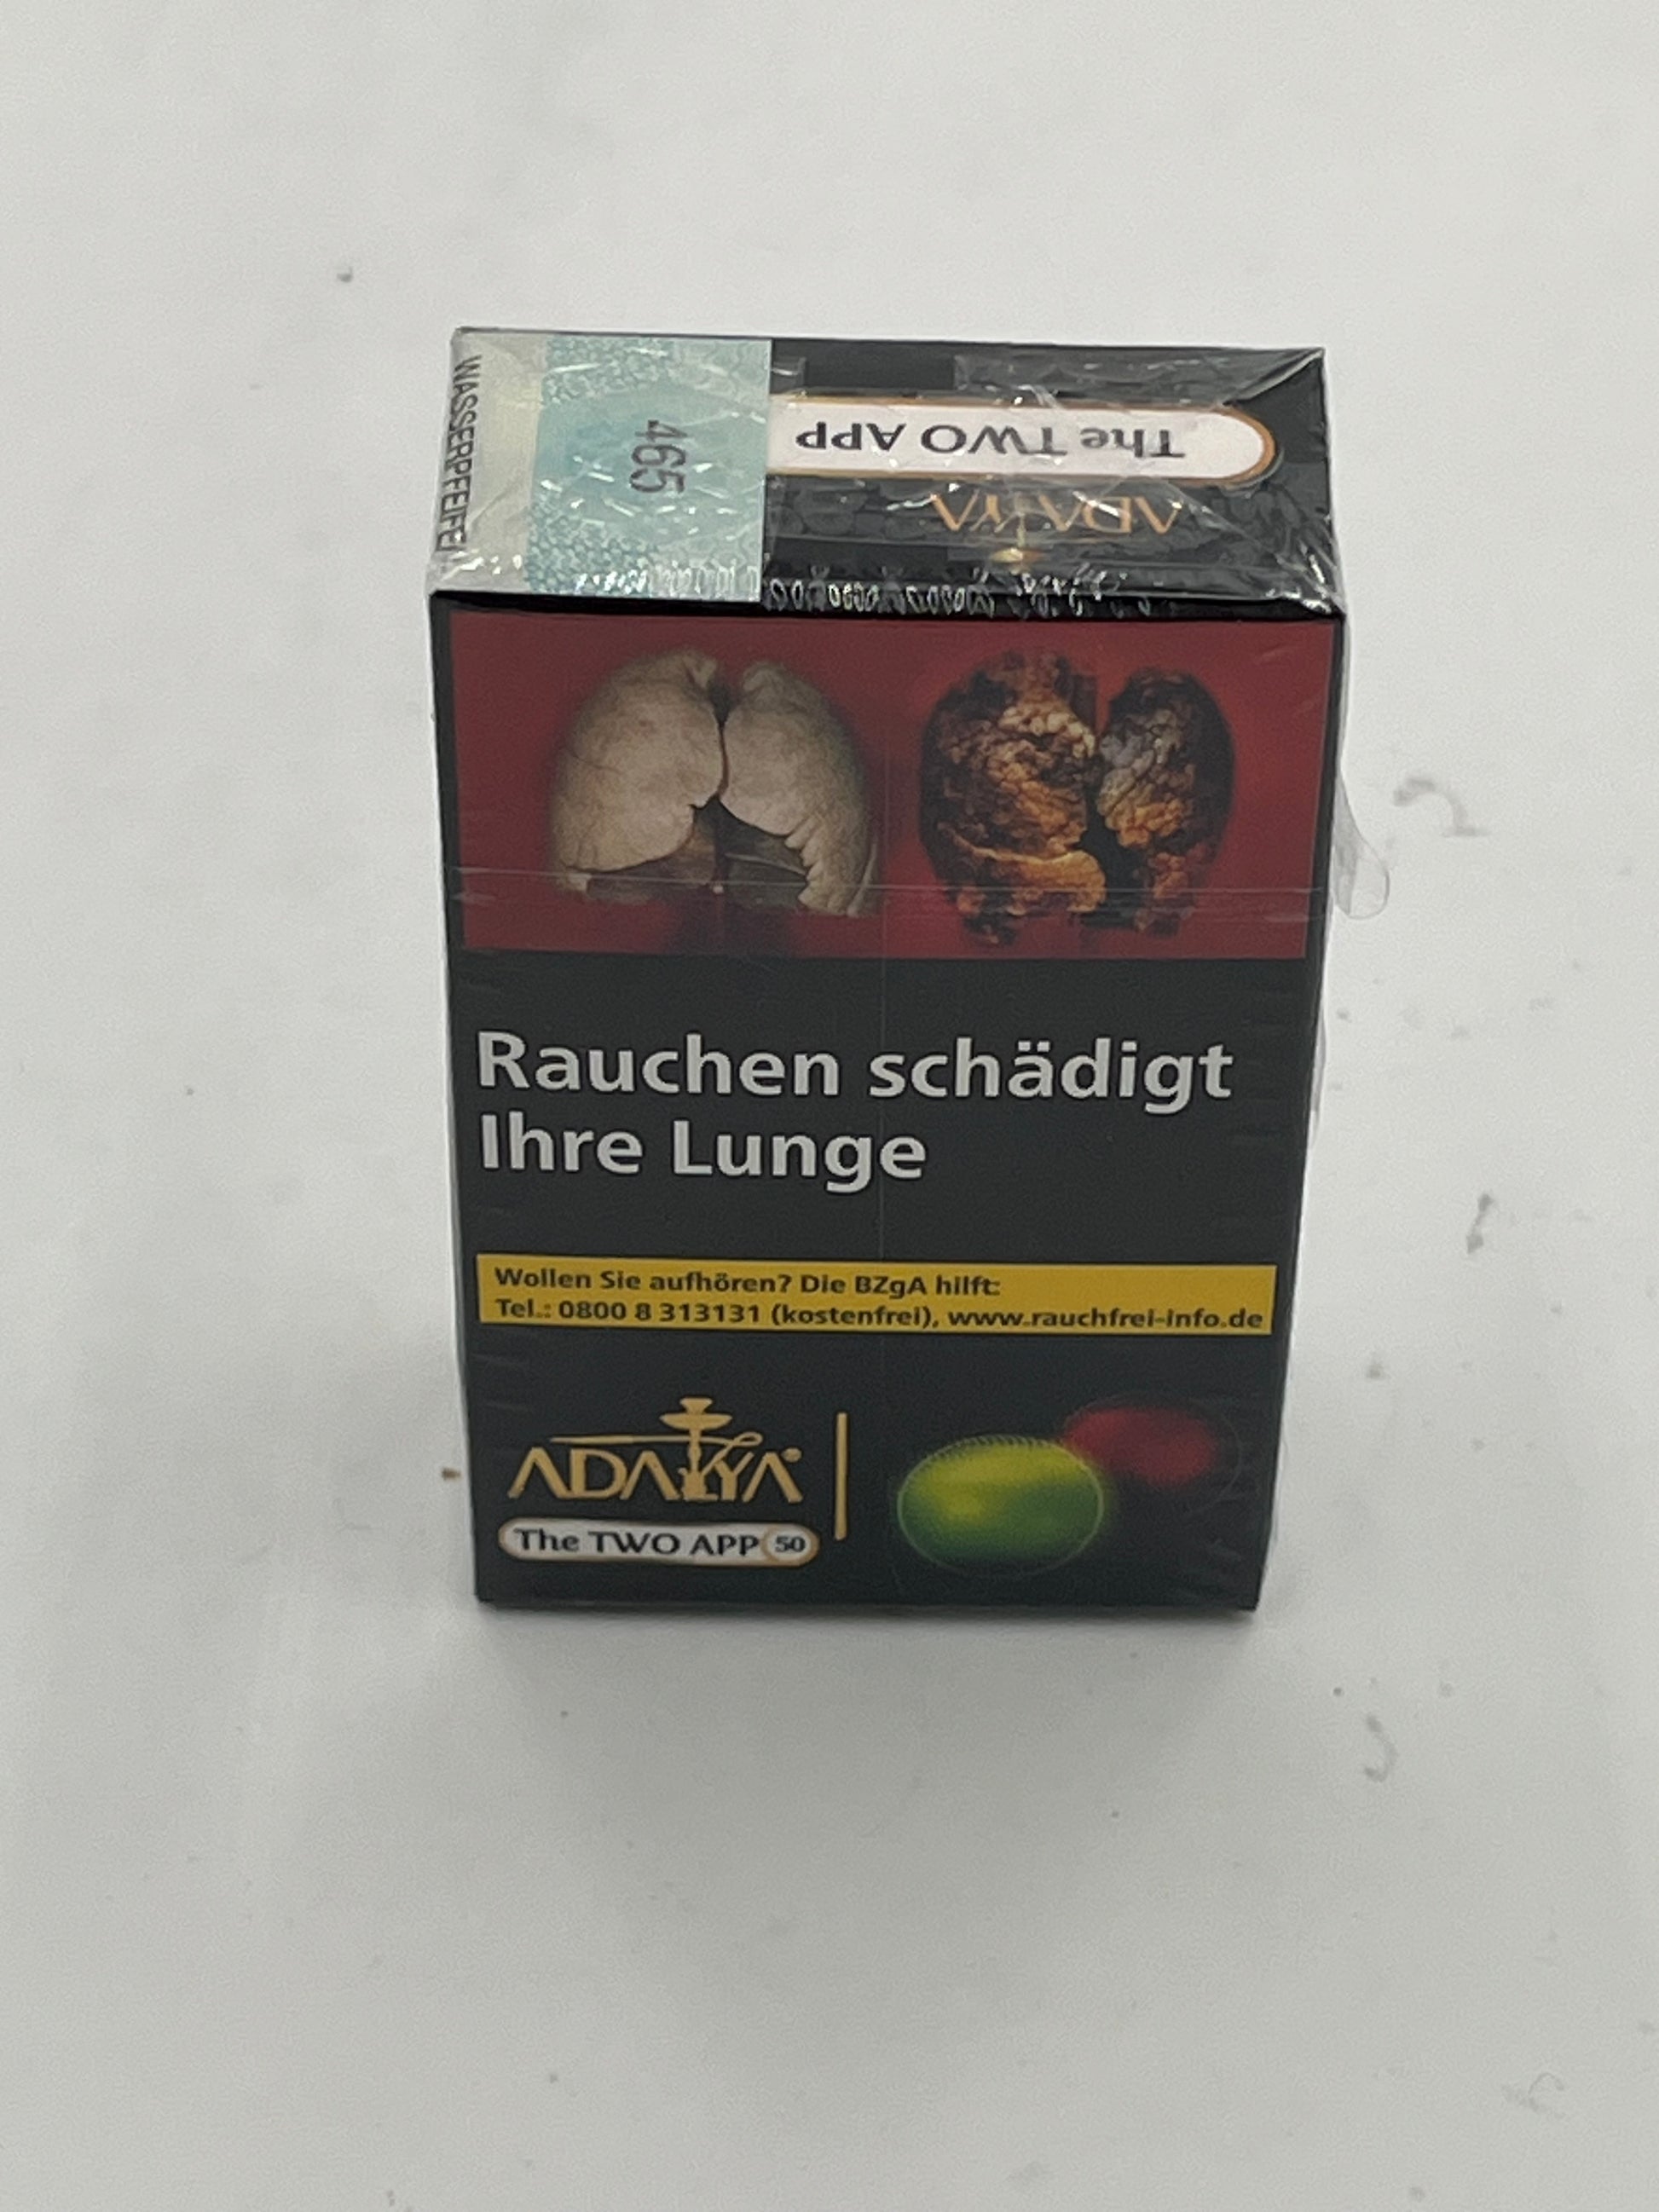 WASSERPFEIFE
465
The TWO APP
ADALYA
Rauchen schädigt
Ihre Lunge
Wollen Sie aufhören? Die BZgA hilft:
Tel.: 0800 8 313131 (kostenfrei), www.rauchfrei-info.de
ADALYA
The TWO APP 50